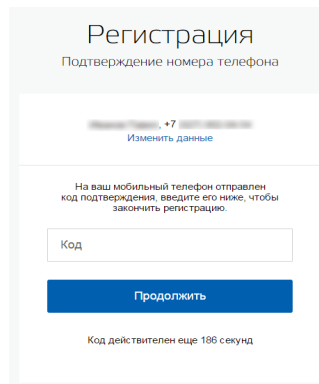 Регистрация
Подтверждение номера телефона
, +7
Изменить данные
На ваш мобильный телефон отправлен
код подтверждения, введите его ниже, чтобы
закончить регистрацию.
Код
Продолжить
Код действителен еще 186 секунд